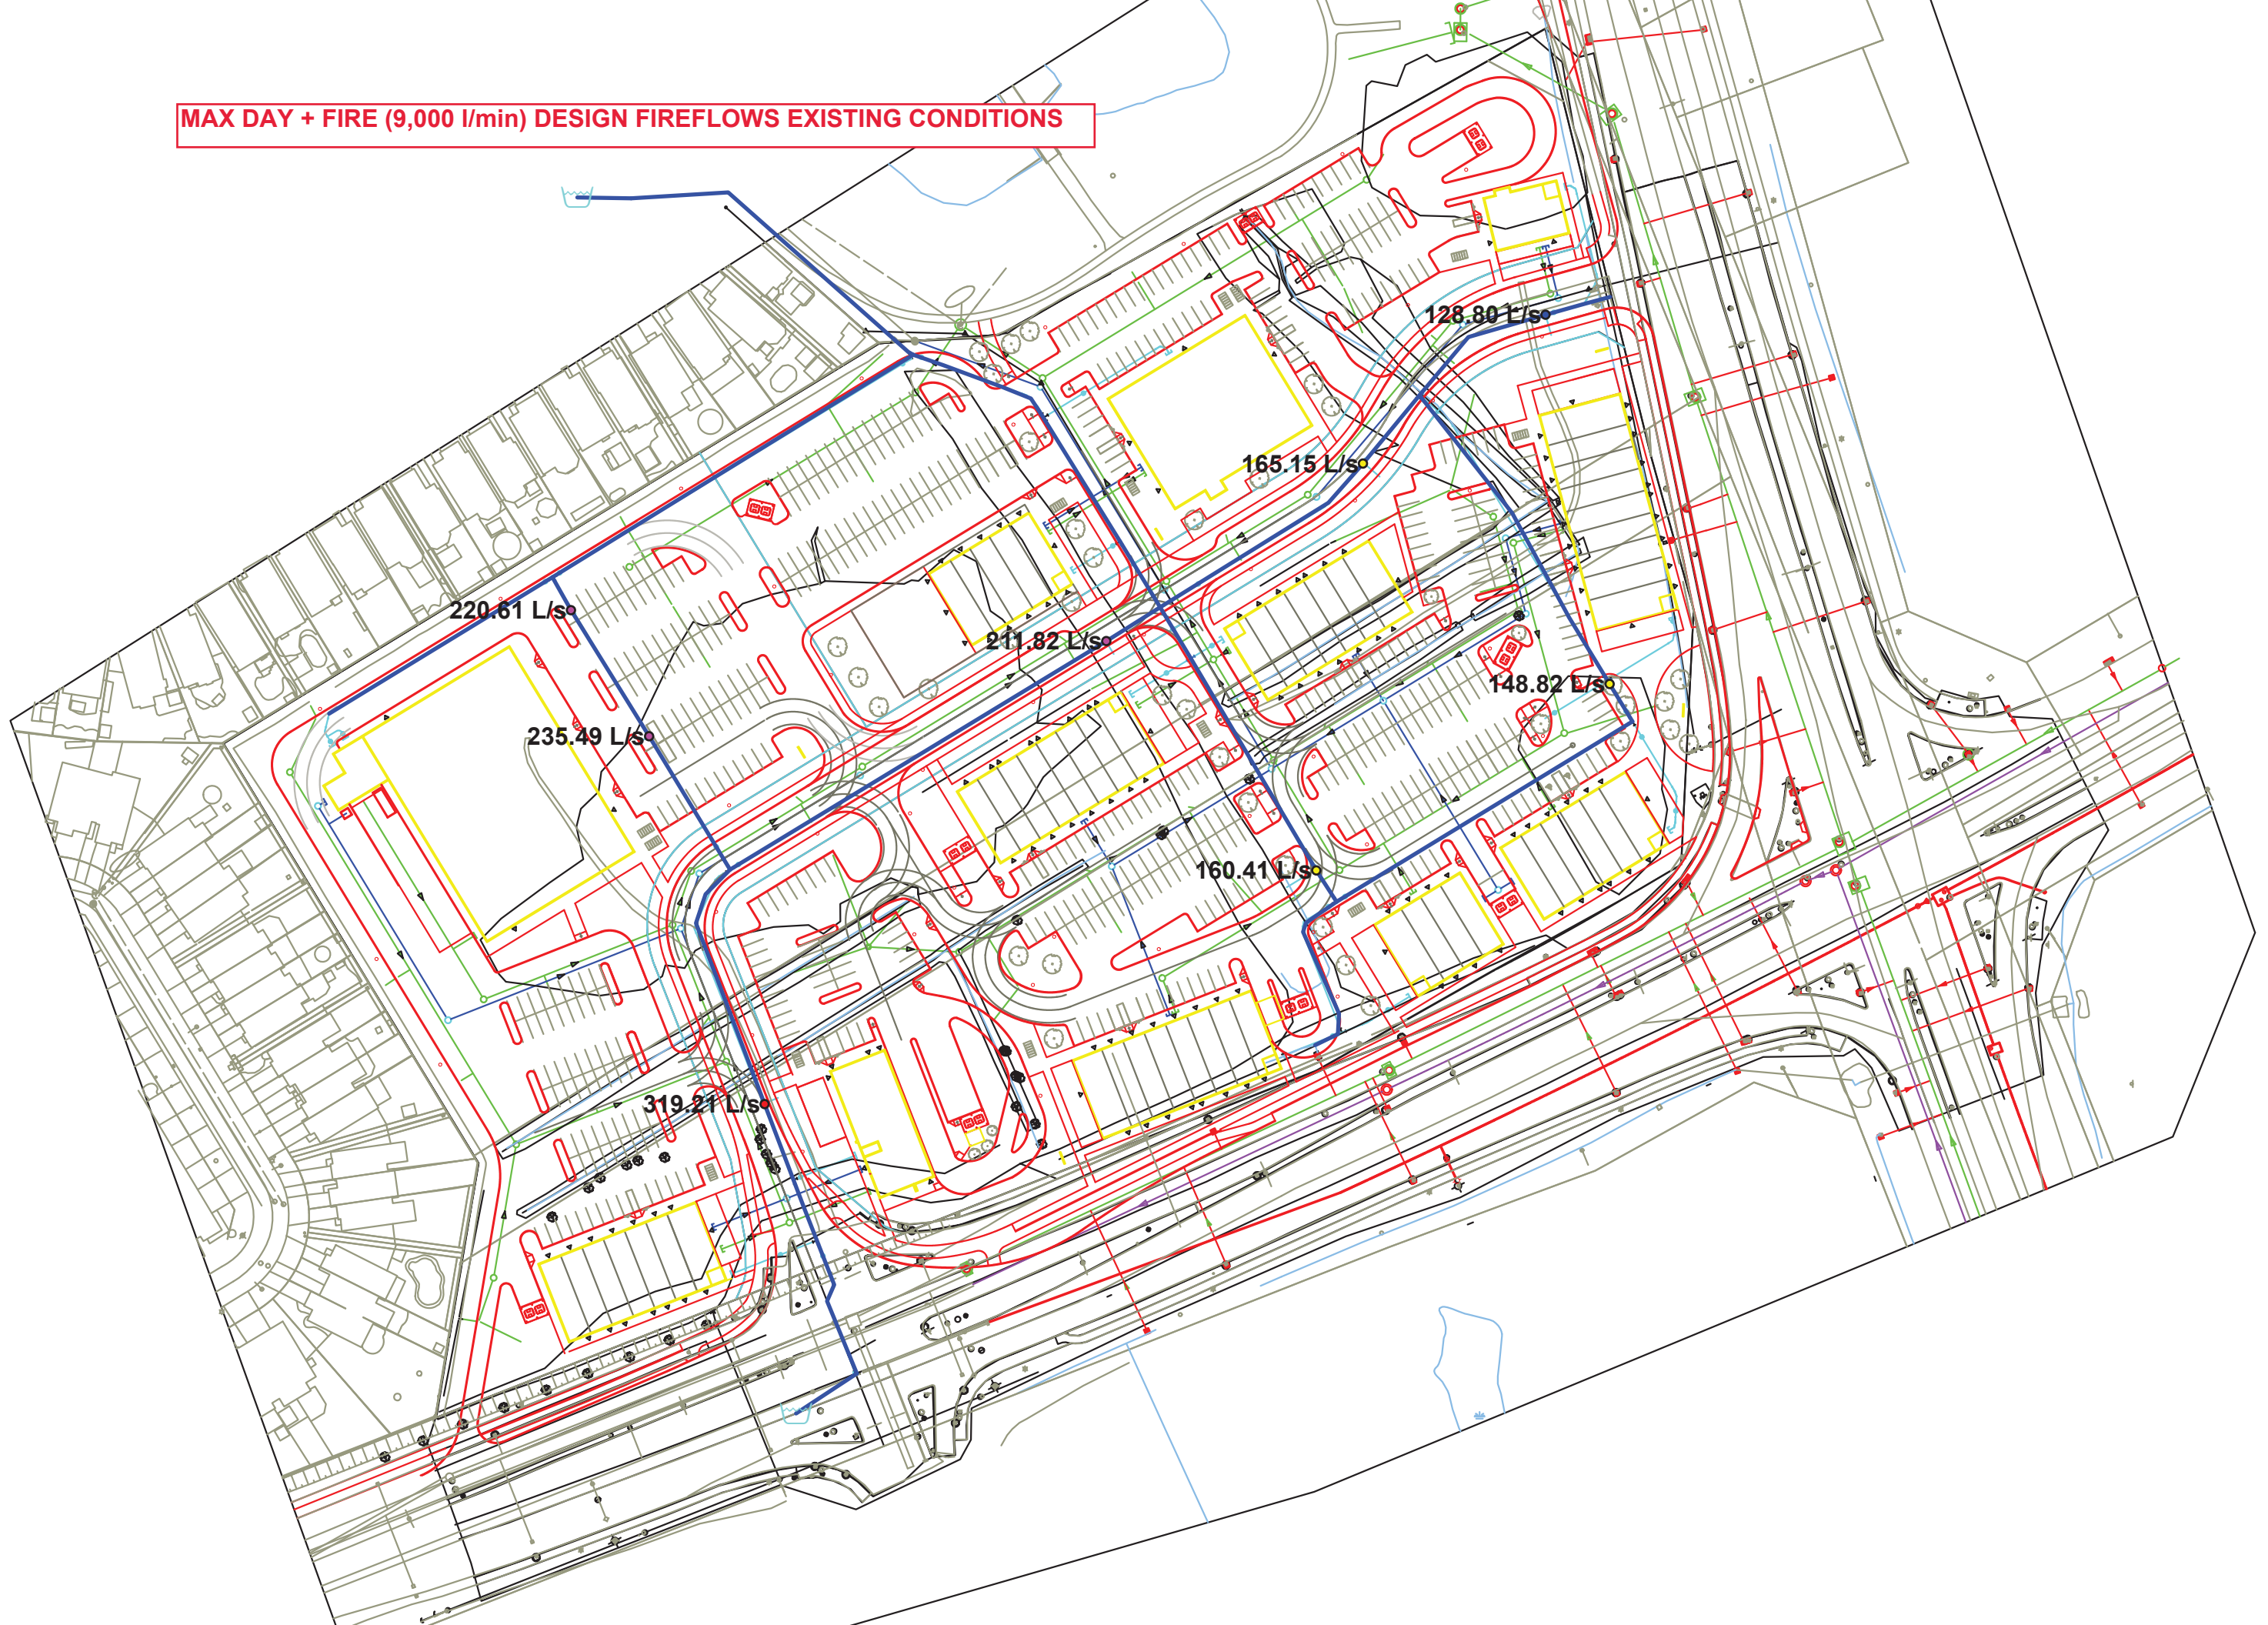 MAX DAY + FIRE (9,000 l/min) DESIGN FIREFLOWS EXISTING CONDITIONS
128.80 L/s
165.15 L/s
220.61 L/s
211.82 L/s
148.82 L/s
235.49 L/s
160.41 L/s
319.21 L/s